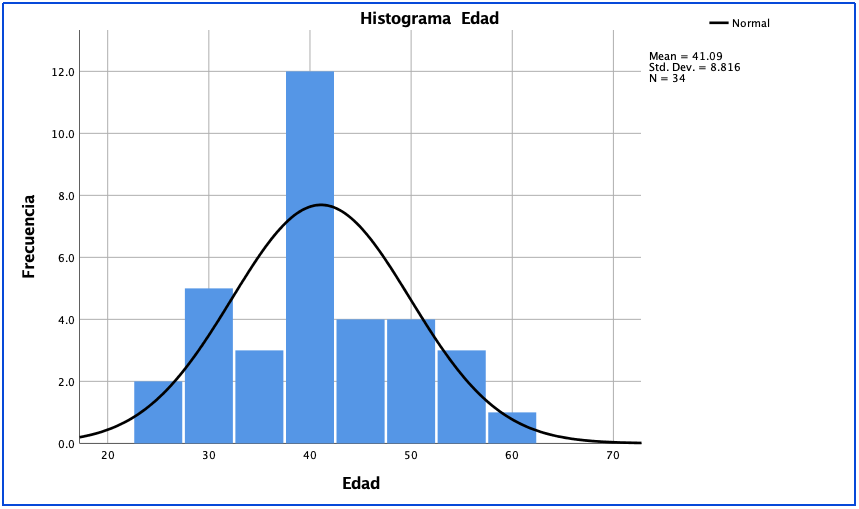 Histograma Edad
Normal
Mean = 41.09
Std. Dev. = 8.816
N = 34
Frecuencia
12.0
10.0
8.0
6.0
4.0
2.0
0.0
20 30 40 50 60 70
Edad